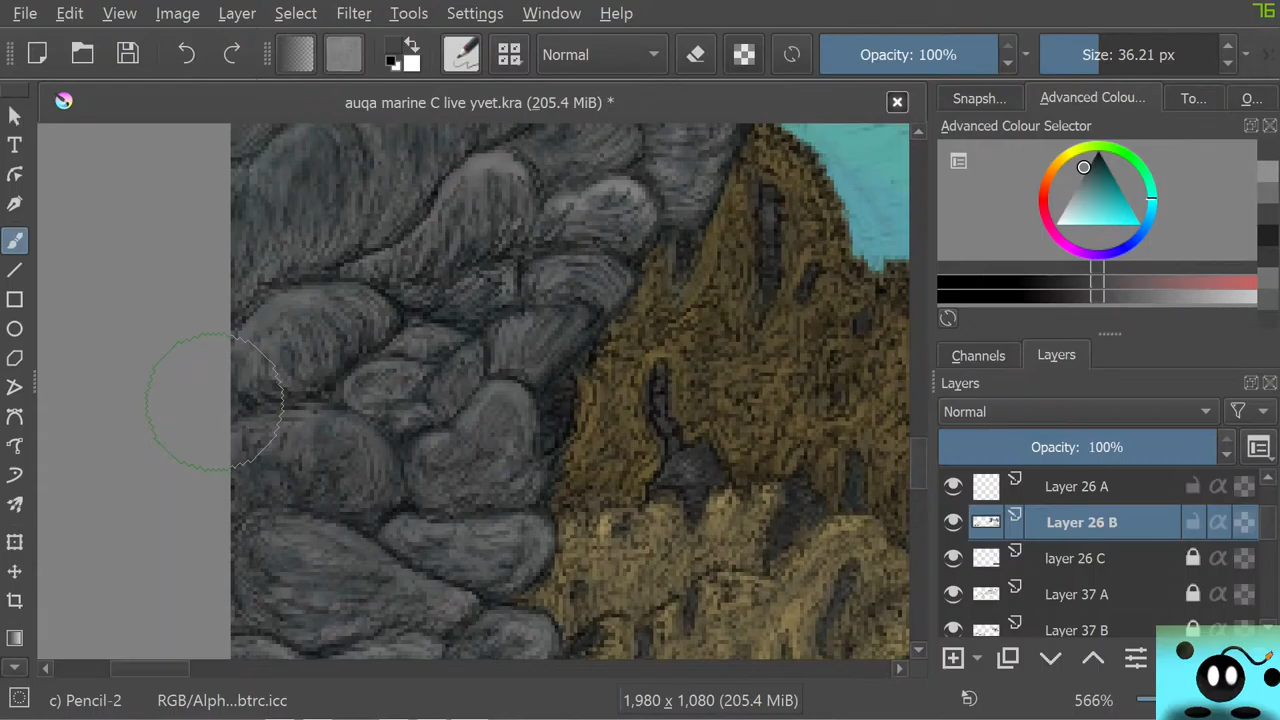 File Edit View Image Layer Select Filter Tools Settings Window Help
76
Normal
Opacity: 100%
Size: 36.21 px
auqa marine C live yvet.kra (205.4 MiB) *
Snapsh... Advanced Colou... To... O...
Advanced Colour Selector
Channels Layers
Layers
Normal
Opacity: 100%
Layer 26 A
Layer 26 B
layer 26 C
Layer 37 A
Layer 37 B
c) Pencil-2 RGB/Alph...btrc.icc 1,980 x 1,080 (205.4 MiB) 566%